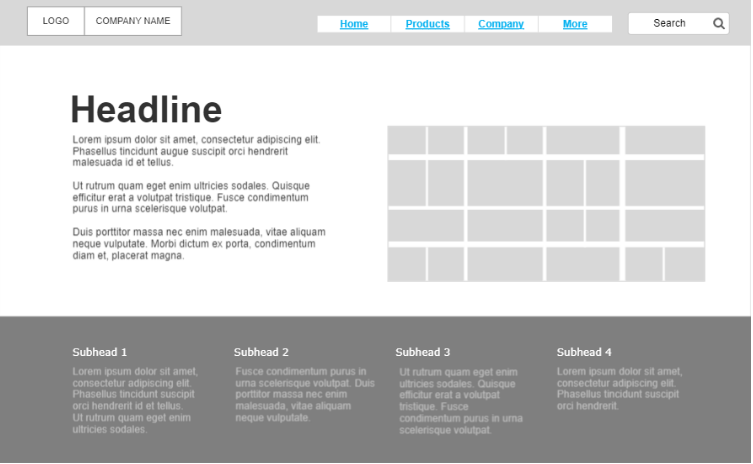 LOGO
COMPANY NAME
Home
Products
Company
More
Search
Headline
Lorem ipsum dolor sit amet, consectetur adipiscing elit.
Phasellus tincidunt augue suscipit orci hendrerit
malesuada id et tellus.
Ut rutrum quam eget enim ultricies sodales. Quisque
efficitur erat a volutpat tristique. Fusce condimentum
purus in urna scelerisque volutpat.
Duis porttitor massa nec enim malesuada, vitae aliquam
neque vulputate. Morbi dictum ex porta, condimentum
diam et, placerat magna.
Subhead 1
Lorem ipsum dolor sit amet,
consectetur adipiscing elit.
Phasellus tincidunt suscipit
orci hendrerit id et tellus.
Ut rutrum quam eget enim
ultricies sodales.
Subhead 2
Fusce condimentum purus in
urna scelerisque volutpat. Duis
porttitor massa nec enim
malesuada, vitae aliquam
neque vulputate.
Subhead 3
Ut rutrum quam eget enim
ultricies sodales. Quisque
efficitur erat a volutpat
tristique. Fusce
condimentum purus in urna
scelerisque volutpat.
Subhead 4
Lorem ipsum dolor sit amet,
consectetur adipiscing elit.
Phasellus tincidunt suscipit
orci hendrerit.